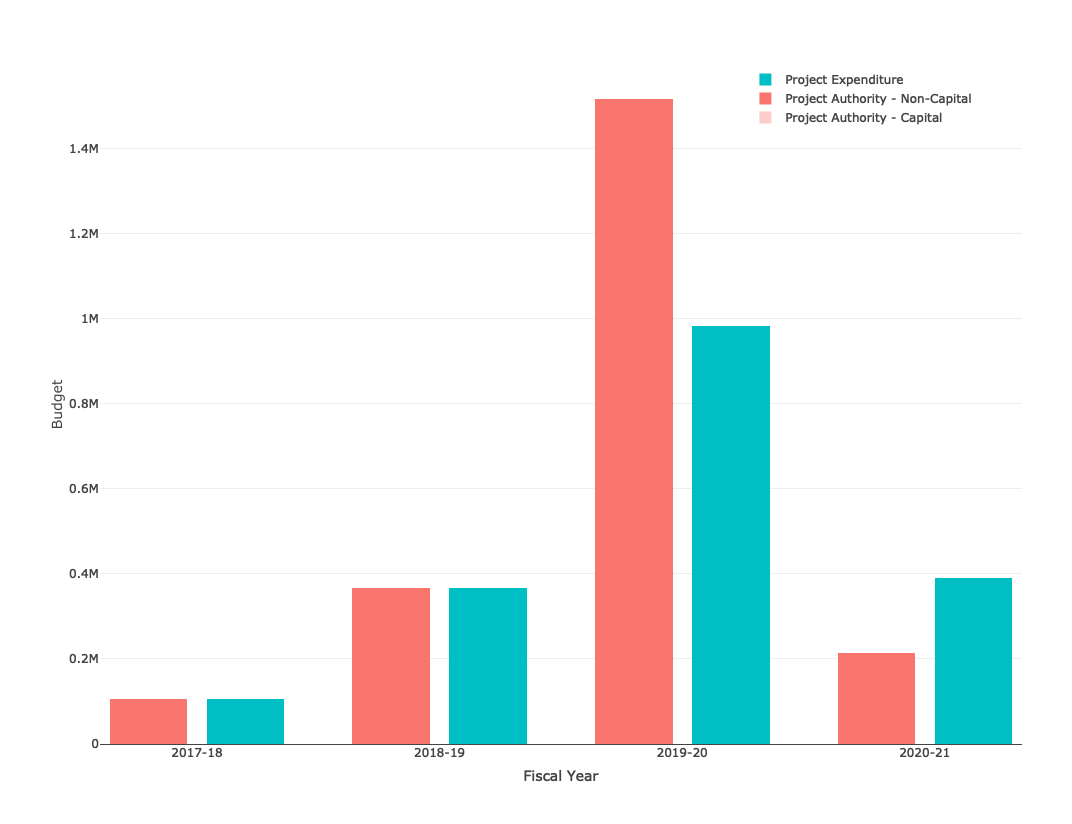 Project Expenditure
Project Authority - Non-Capital
Project Authority - Capital
1.4M
1.2M
1M
0.8M
0.6M
0.4M
0.2M
0
Budget
2017-18 2018-19 2019-20 2020-21
Fiscal Year